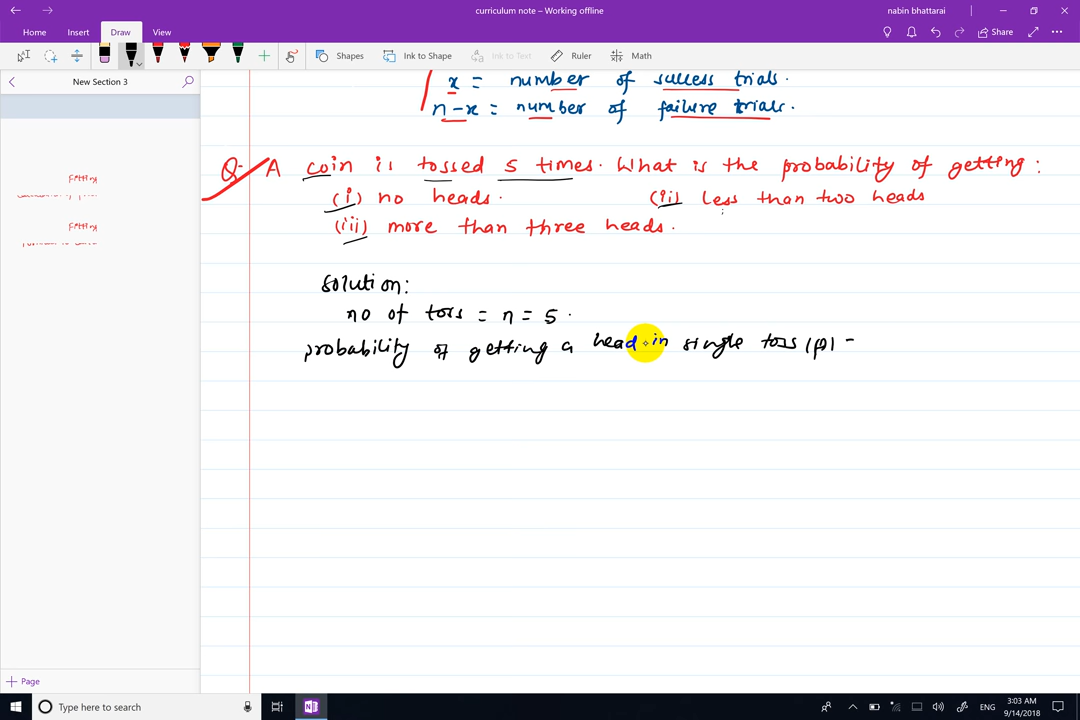 curriculum note – Working offline
nabin bhattarai
Home Insert Draw View
Share
Shapes Ink to Shape Ink to Text Ruler Math
New Section 3
x = number of success trials.
n-x = number of failure trials.
Q. A coin is tossed 5 times. What is the probability of getting:
(i) no heads. (ii) less than two heads
(iii) more than three heads.
Solution:
no of toss = n = 5.
probability of getting a head in single toss (p) -
+ Page
Type here to search
ENG
3:03 AM
9/14/2018